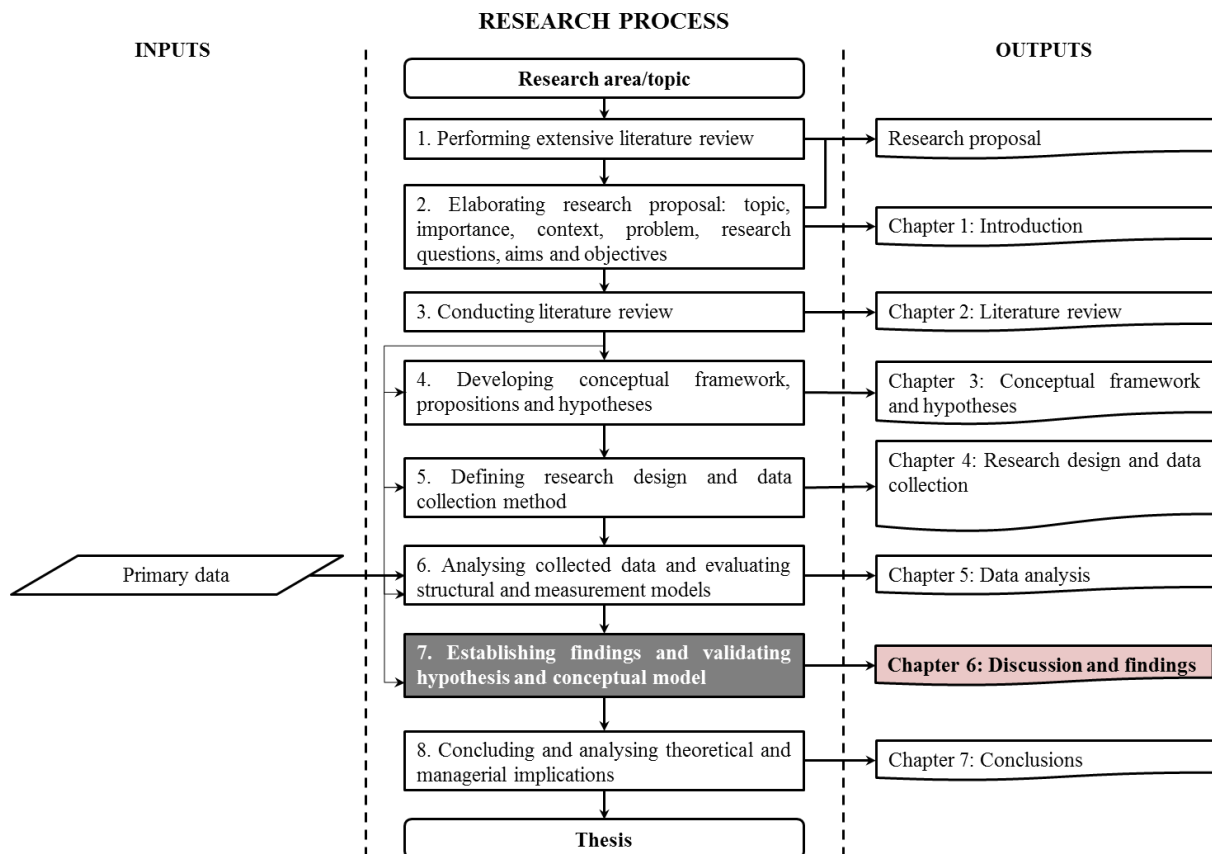 RESEARCH PROCESS
INPUTS
OUTPUTS
Research area/topic
1. Performing extensive literature review
Research proposal
2. Elaborating research proposal: topic,
importance, context, problem, research
questions, aims and objectives
Chapter 1: Introduction
3. Conducting literature review
Chapter 2: Literature review
4. Developing conceptual framework,
propositions and hypotheses
Chapter 3: Conceptual framework
and hypotheses
5. Defining research design and data
collection method
Chapter 4: Research design and data
collection
Primary data
6. Analysing collected data and evaluating
structural and measurement models
Chapter 5: Data analysis
7. Establishing findings and validating
hypothesis and conceptual model
Chapter 6: Discussion and findings
8. Concluding and analysing theoretical and
managerial implications
Chapter 7: Conclusions
Thesis